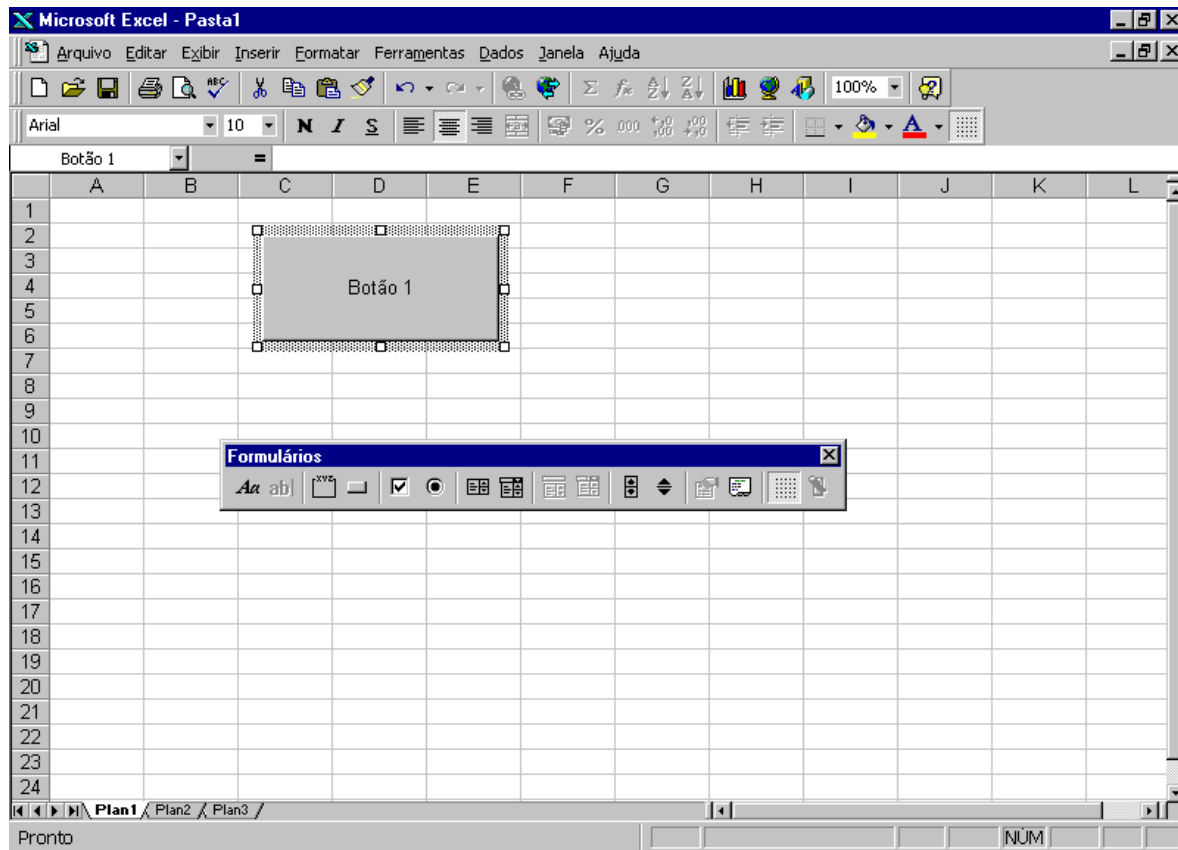 Microsoft Excel - Pasta1
Arquivo Editar Exibir Inserir Formatar Ferramentas Dados Janela Ajuda
100%
Arial 10 N I S % 000
Botão 1 =
A B C D E F G H I J K L
1
2
3
4 Botão 1
5
6
7
8
9
10
11 Formulários
12 Aa ab|
13
14
15
16
17
18
19
20
21
22
23
24
Plan1 Plan2 Plan3
Pronto NÚM